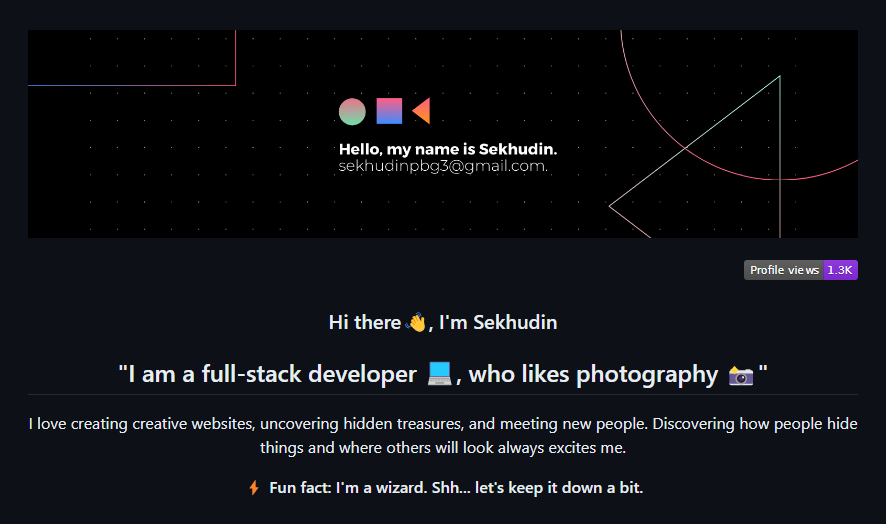 Hello, my name is Sekhudin.
sekhudinpbg3@gmail.com.
Profile views 1.3K
Hi there 👋, I'm Sekhudin
"I am a full-stack developer 💻, who likes photography 📸"
I love creating creative websites, uncovering hidden treasures, and meeting new people. Discovering how people hide
things and where others will look always excites me.
⚡ Fun fact: I'm a wizard. Shh... let's keep it down a bit.